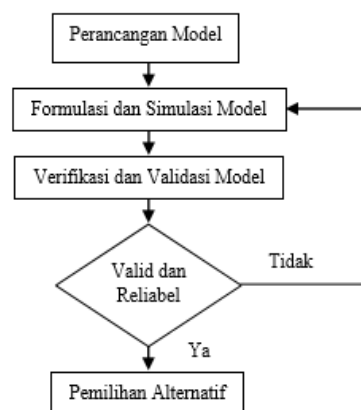 Perancangan Model
Formulasi dan Simulasi Model
Verifikasi dan Validasi Model
Valid dan
Reliabel
Tidak
Ya
Pemilihan Alternatif